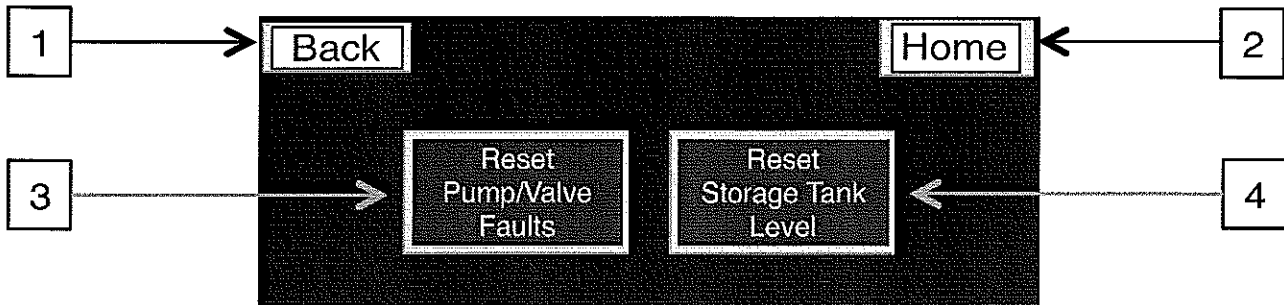 1
Back
Home
2
3
Reset
Pump/Valve
Faults
Reset
Storage Tank
Level
4